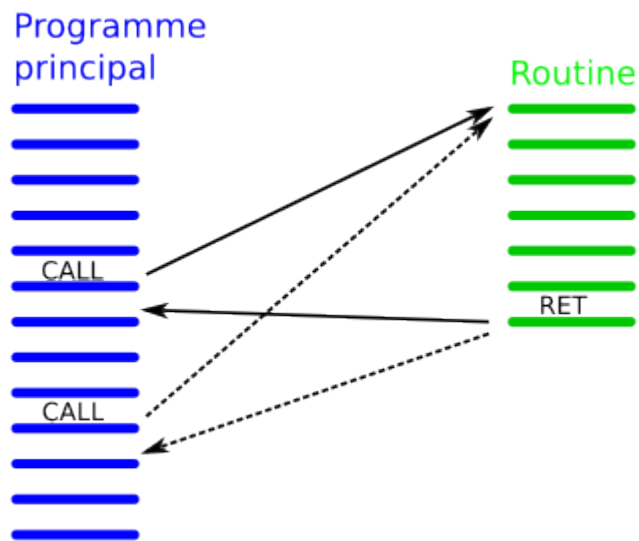 Programme
principal
Routine
CALL
RET
CALL